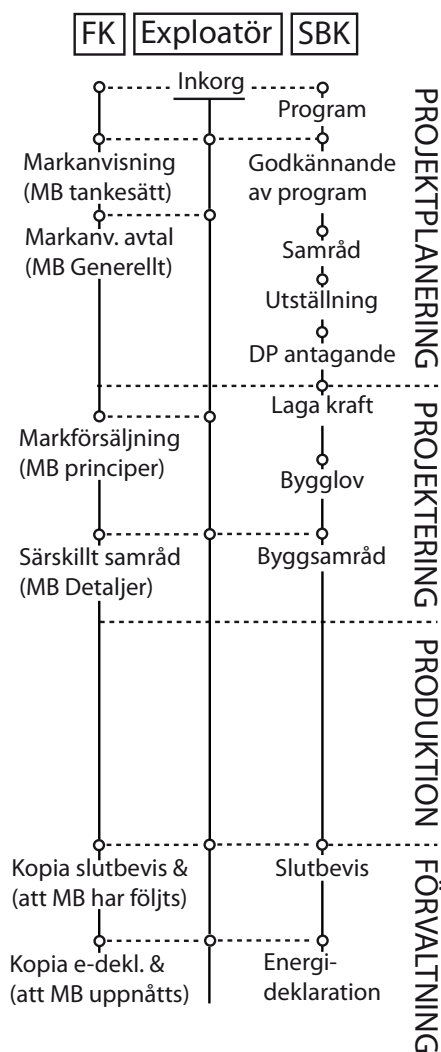 FK Exploatör SBK
Inkorg
Program
Markanvisning
(MB tankesätt)
Godkännande
av program
Markanv. avtal
(MB Generellt)
Samråd
Utställning
DP antagande
PROJEKTPLANERING
Laga kraft
Markförsäljning
(MB principer)
Bygglov
Särskillt samråd
(MB Detaljer)
Byggsamråd
PROJEKTERING
PRODUKTION
Kopia slutbevis &
(att MB har följts)
Slutbevis
Kopia e-dekl. &
(att MB uppnåtts)
Energi-
deklaration
FÖRVALTNING